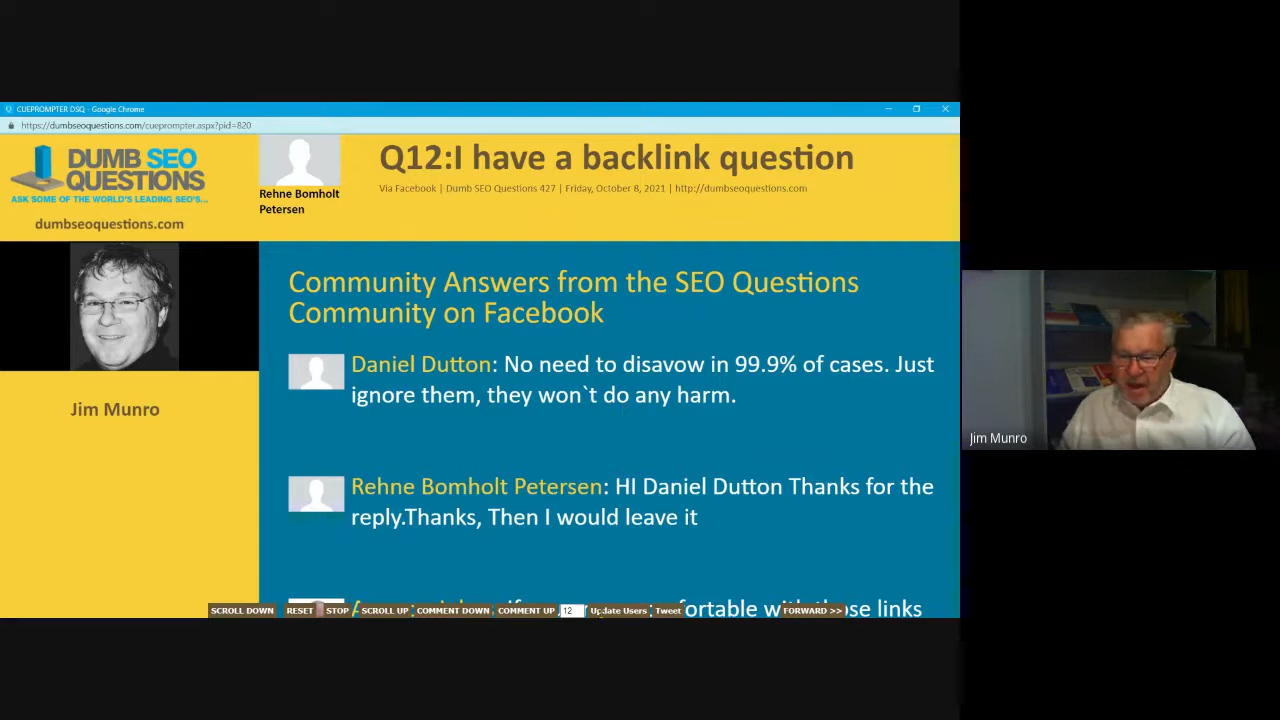 CUEPROMPTER DSQ - Google Chrome
https://dumbseoquestions.com/cueprompter.aspx?pid=820
DUMB SEO
QUESTIONS
ASK SOME OF THE WORLD'S LEADING SEO'S...
dumbseoquestions.com
Rehne Bomholt
Petersen
Q12:I have a backlink question
Via Facebook | Dumb SEO Questions 427 | Friday, October 8, 2021 | http://dumbseoquestions.com
Jim Munro
Community Answers from the SEO Questions
Community on Facebook
Daniel Dutton: No need to disavow in 99.9% of cases. Just
ignore them, they won`t do any harm.
Rehne Bomholt Petersen: HI Daniel Dutton Thanks for the
reply.Thanks, Then I would leave it
those links
SCROLL DOWN RESET STOP SCROLL UP COMMENT DOWN COMMENT UP 12 Update Users Tweet FORWARD >>
Jim Munro